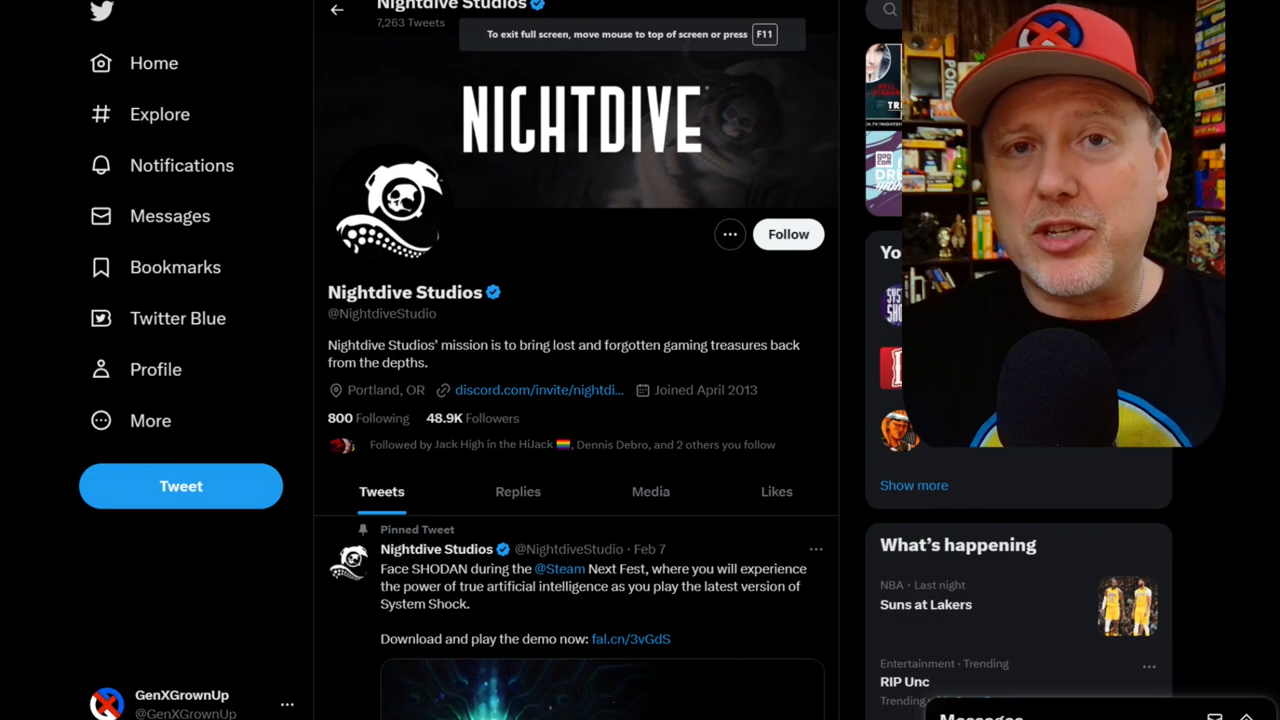 Nightdive Studios
7,263 Tweets
To exit full screen, move mouse to top of screen or press F11
Home
Explore
Notifications
Messages
Bookmarks
Twitter Blue
Profile
More
Tweet
GenXGrownUp
@GenXGrownUp
NIGHTDIVE
Follow
Nightdive Studios
@NightdiveStudio
Nightdive Studios’ mission is to bring lost and forgotten gaming treasures back
from the depths.
Portland, OR discord.com/invite/nightdi... Joined April 2013
800 Following 48.9K Followers
Followed by Jack High in the HiJack 🏳️‍🌈, Dennis Debro, and 2 others you follow
Tweets Replies Media Likes
Pinned Tweet
Nightdive Studios @NightdiveStudio · Feb 7
Face SHODAN during the @Steam Next Fest, where you will experience
the power of true artificial intelligence as you play the latest version of
System Shock.
Download and play the demo now: fal.cn/3vGdS
PONG
Yo
Show more
What’s happening
NBA · Last night
Suns at Lakers
Entertainment · Trending
RIP Unc
Messages